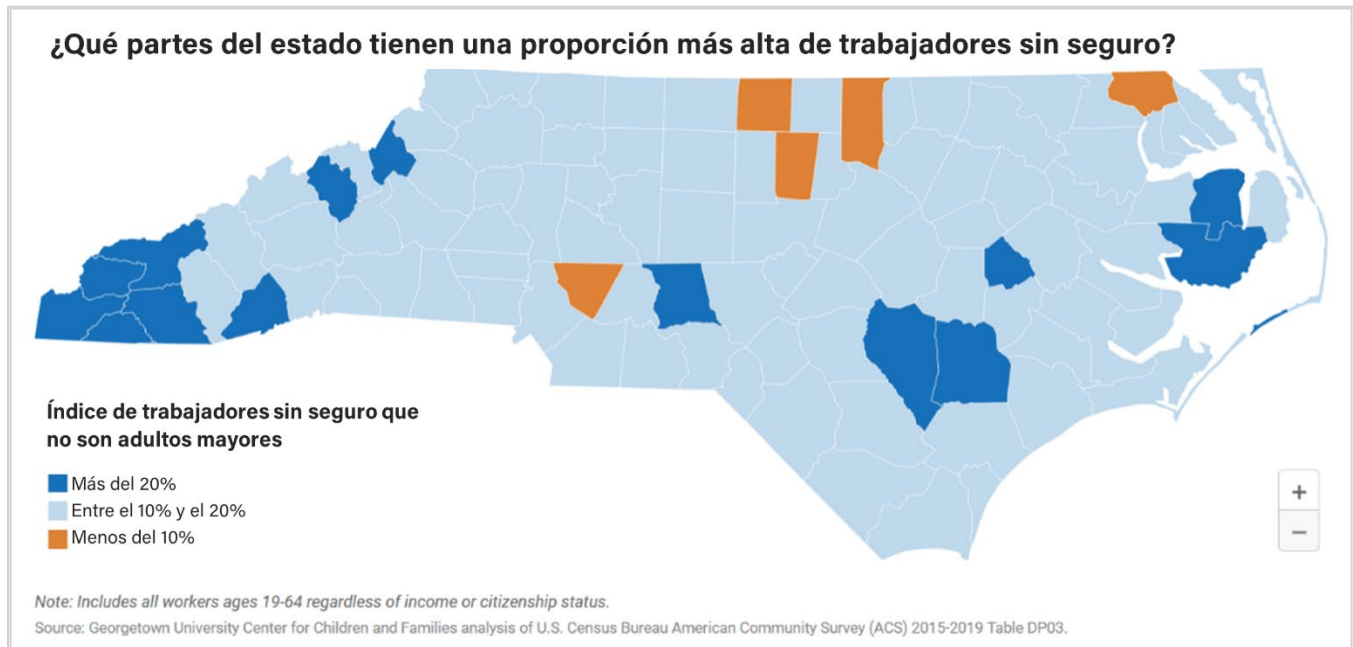 ¿Qué partes del estado tienen una proporción más alta de trabajadores sin seguro?
Índice de trabajadores sin seguro que
no son adultos mayores
Más del 20%
Entre el 10% y el 20%
Menos del 10%
+
−
Note: Includes all workers ages 19-64 regardless of income or citizenship status.
Source: Georgetown University Center for Children and Families analysis of U.S. Census Bureau American Community Survey (ACS) 2015-2019 Table DP03.